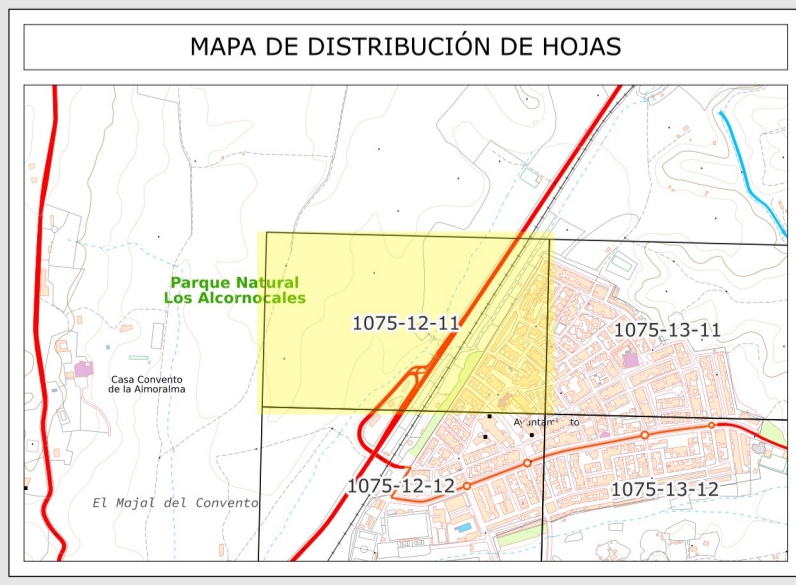 MAPA DE DISTRIBUCIÓN DE HOJAS
Parque Natural
Los Alcornocales
1075-12-11
1075-13-11
Casa Convento
de la Almoralma
Ayuntamiento
1075-12-12
1075-13-12
El Majal del Convento